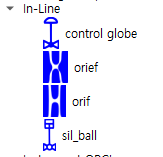 In-Line
control globe
orief
orif
sil_ball